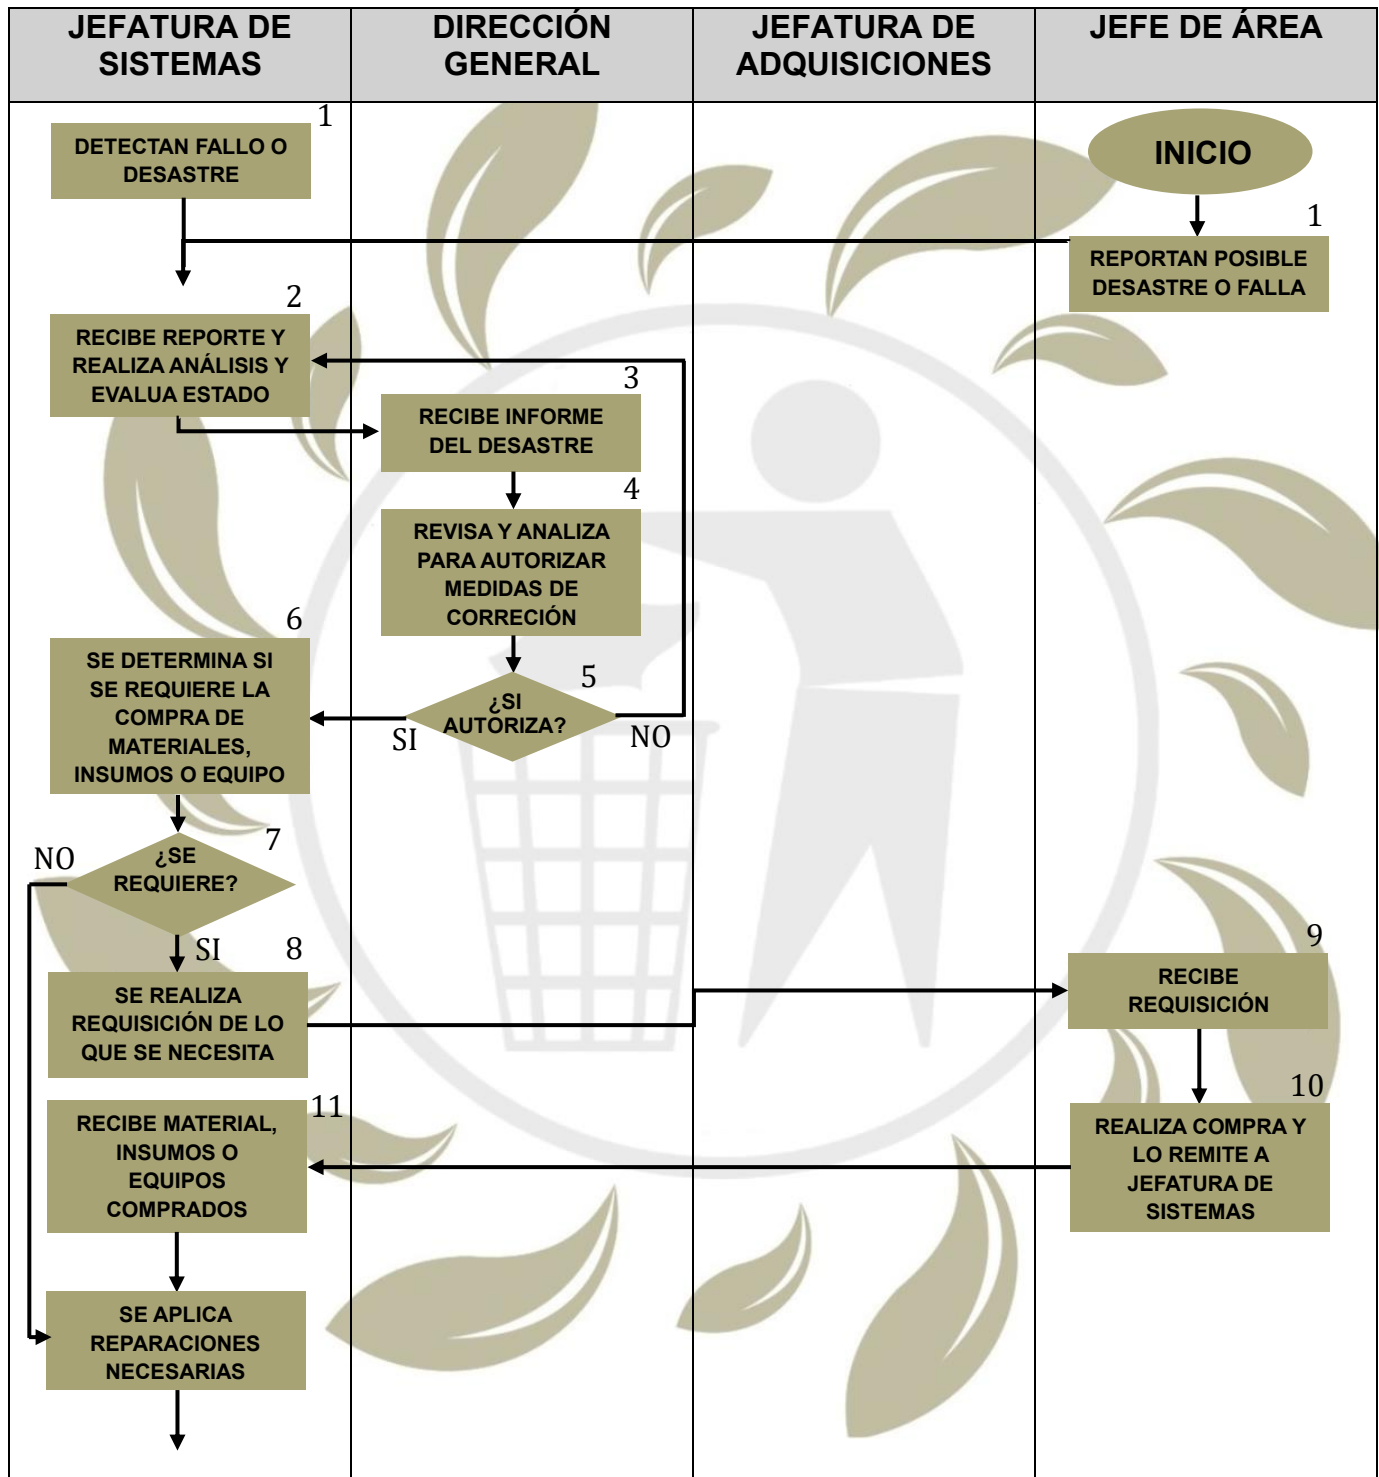 JEFATURA DE
SISTEMAS
DIRECCIÓN
GENERAL
JEFATURA DE
ADQUISICIONES
JEFE DE ÁREA
1
DETECTAN FALLO O
DESASTRE
INICIO
1
REPORTAN POSIBLE
DESASTRE O FALLA
2
RECIBE REPORTE Y
REALIZA ANÁLISIS Y
EVALUA ESTADO
3
RECIBE INFORME
DEL DESASTRE
4
REVISA Y ANALIZA
PARA AUTORIZAR
MEDIDAS DE
CORRECIÓN
5
¿SI
AUTORIZA?
SI
NO
6
SE DETERMINA SI
SE REQUIERE LA
COMPRA DE
MATERIALES,
INSUMOS O EQUIPO
7
¿SE
REQUIERE?
NO
SI
8
SE REALIZA
REQUISICIÓN DE LO
QUE SE NECESITA
9
RECIBE
REQUISICIÓN
10
REALIZA COMPRA Y
LO REMITE A
JEFATURA DE
SISTEMAS
11
RECIBE MATERIAL,
INSUMOS O
EQUIPOS
COMPRADOS
SE APLICA
REPARACIONES
NECESARIAS